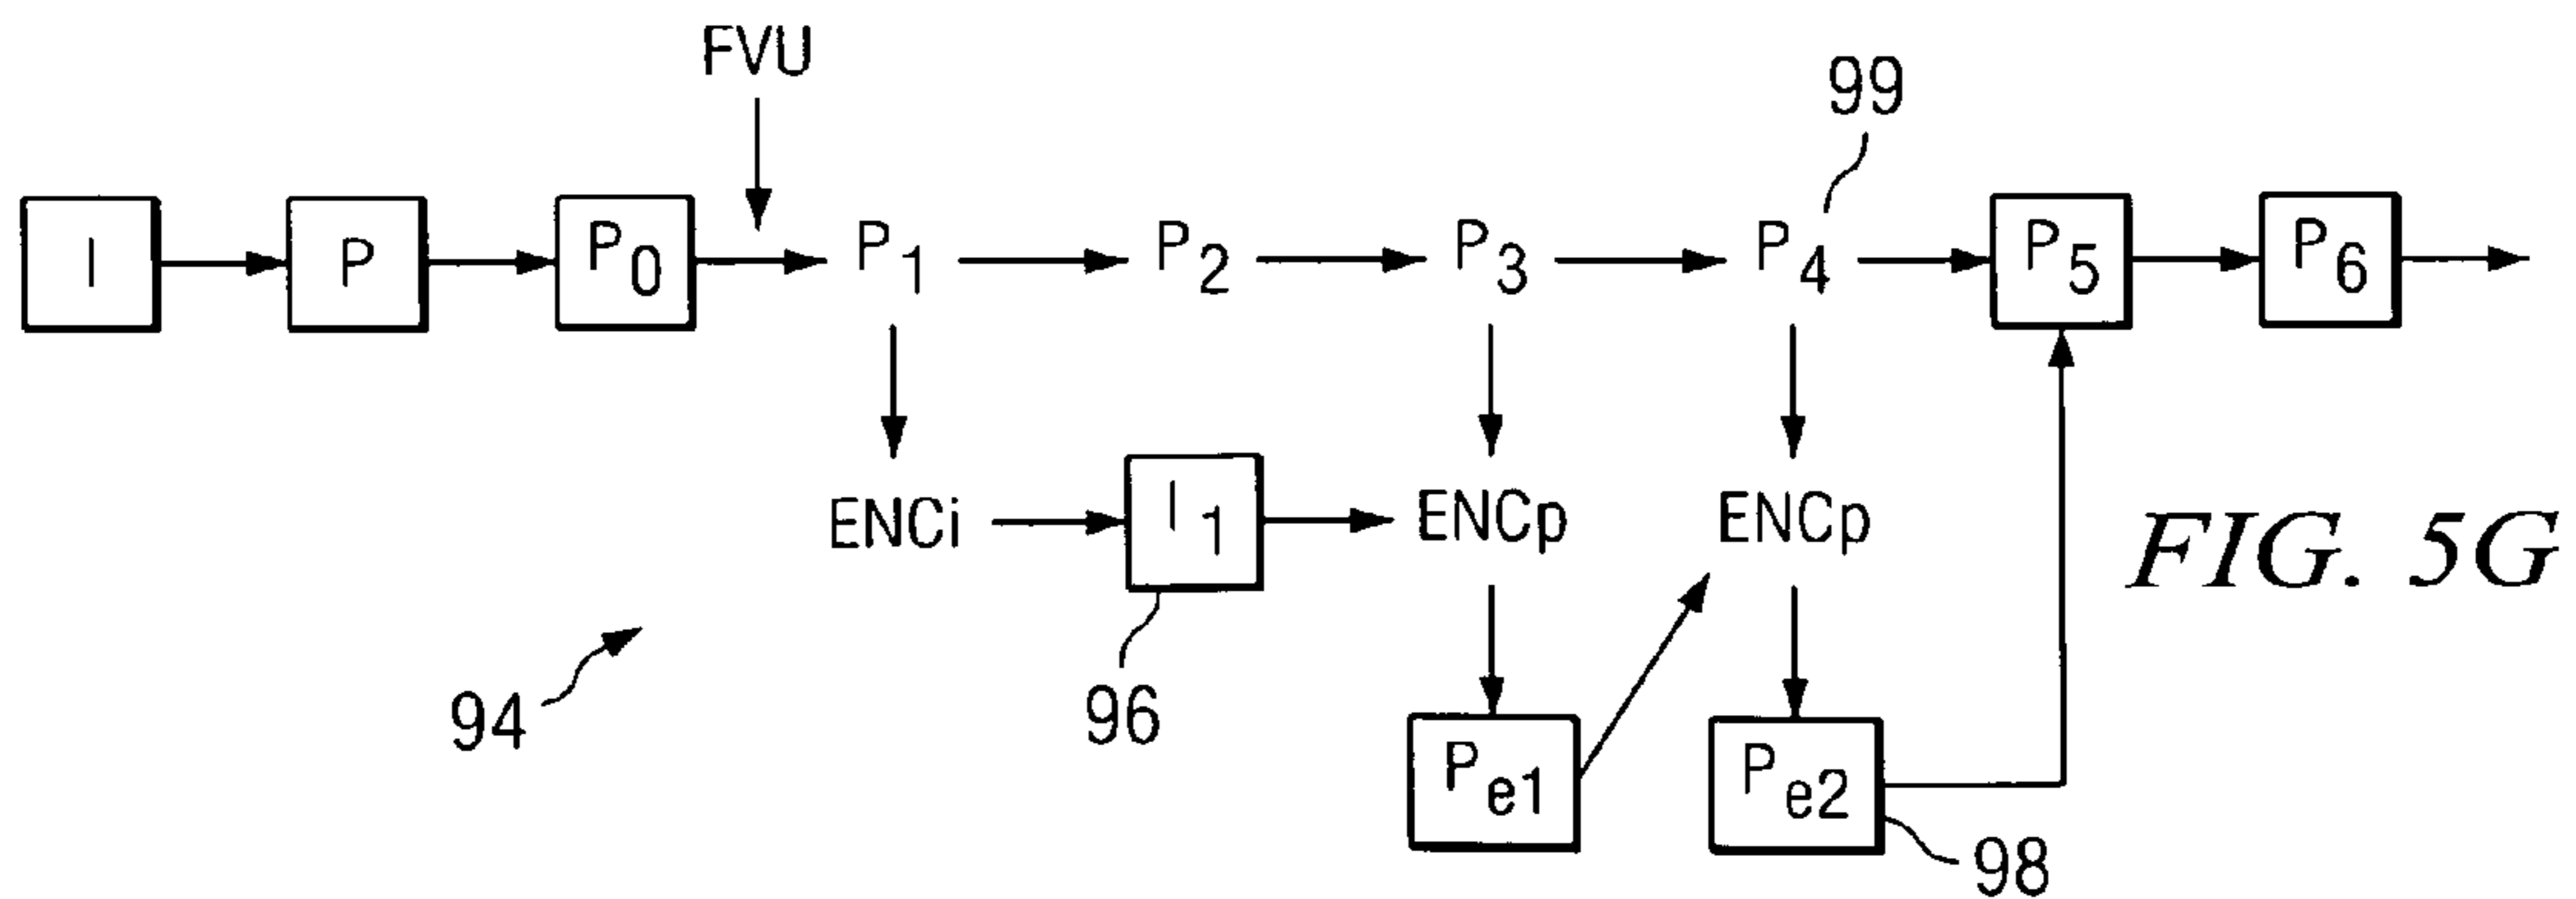 FVU
99
I P P0 P1 P2 P3 P4 P5 P6
ENCi I1 ENCp ENCp
FIG. 5G
94 96
Pe1 Pe2
98